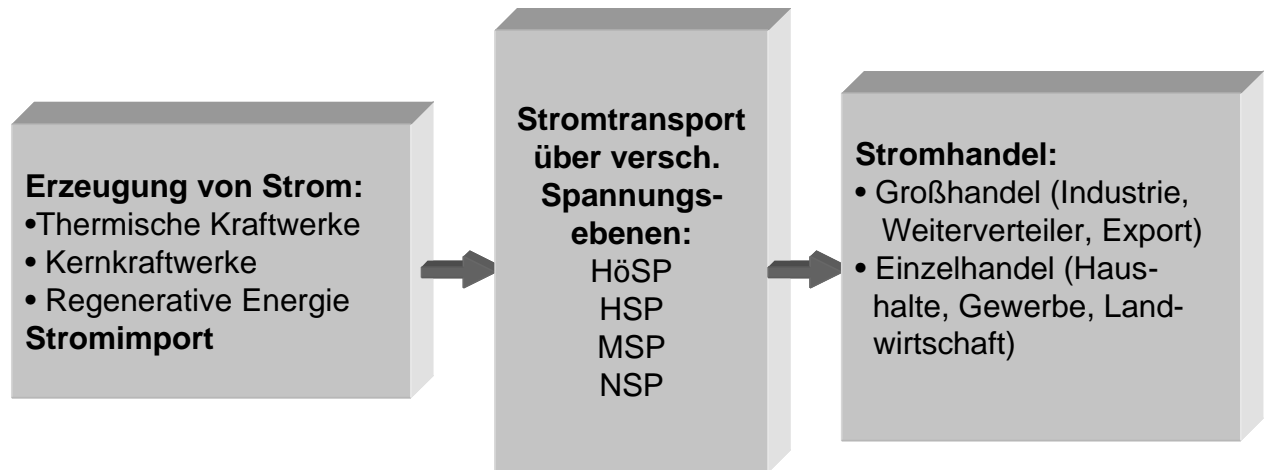 Erzeugung von Strom:
•Thermische Kraftwerke
• Kernkraftwerke
• Regenerative Energie
Stromimport
Stromtransport
über versch.
Spannungs-
ebenen:
HöSP
HSP
MSP
NSP
Stromhandel:
• Großhandel (Industrie,
Weiterverteiler, Export)
• Einzelhandel (Haus-
halte, Gewerbe, Land-
wirtschaft)